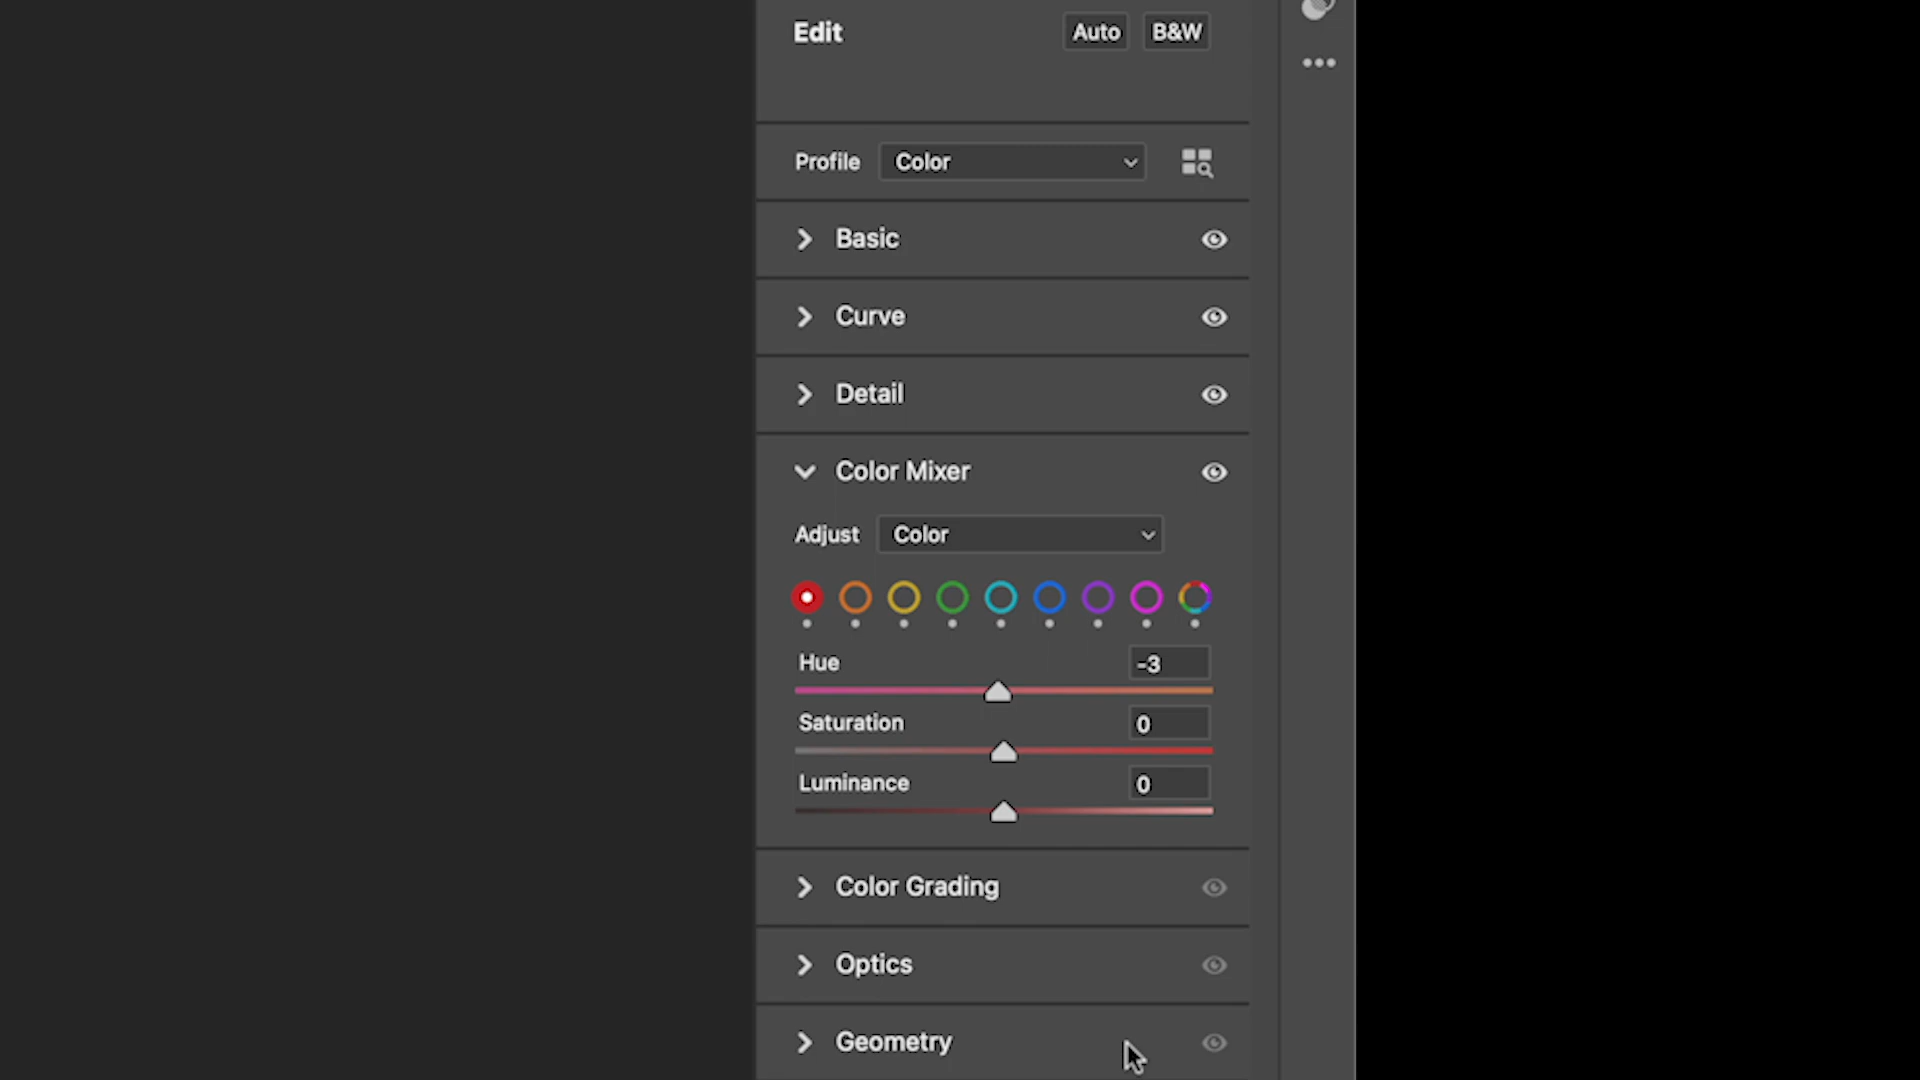 Edit Auto B&W
Profile Color
Basic
Curve
Detail
Color Mixer
Adjust Color
Hue -3
Saturation 0
Luminance 0
Color Grading
Optics
Geometry